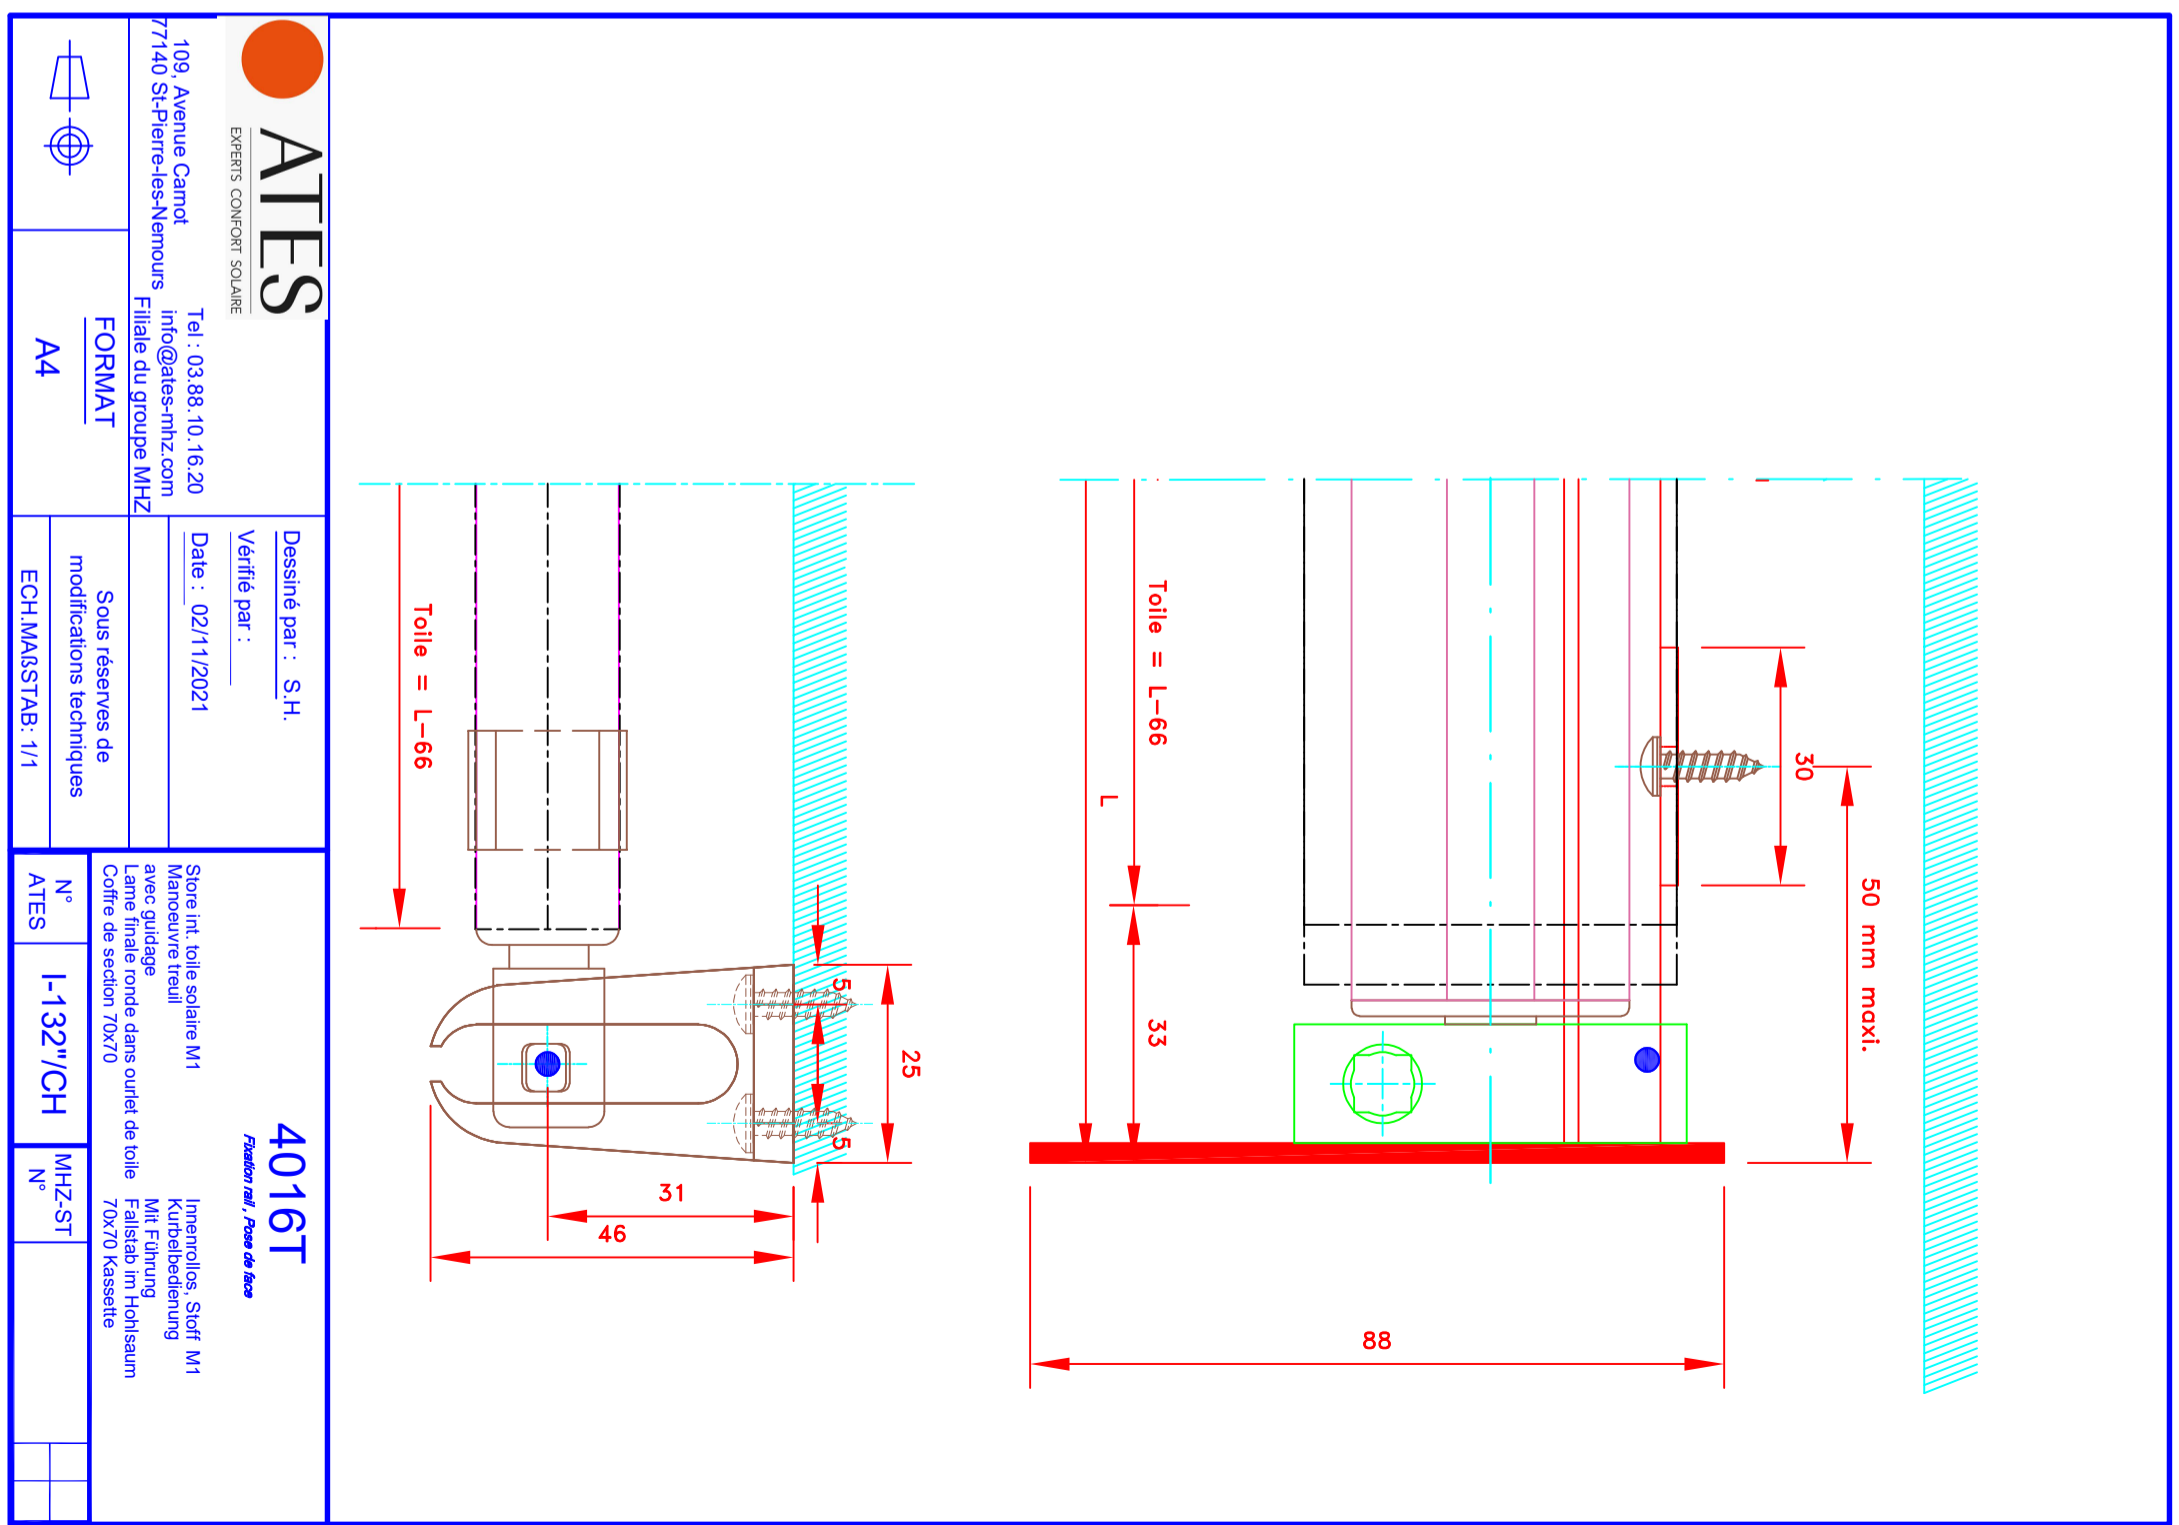 ATES
EXPERTS CONFORT SOLAIRE
109, Avenue Carnot
77140 St-Pierre-les-Nemours
Tel : 03.88.10.16.20
info@ates-mhz.com
Filiale du groupe MHZ
FORMAT
A4
Dessiné par : S.H.
Vérifié par :
Date : 02/11/2021
Sous réserves de
modifications techniques
ECH.MAßSTAB: 1/1
4016T
Fixation rail , Pose de face
Store int. toile solaire M1
Manoeuvre treuil
avec guidage
Lame finale ronde dans ourlet de toile
Coffre de section 70x70
Innenrollos, Stoff M1
Kurbelbedienung
Mit Führung
Fallstab im Hohlsaum
70x70 Kassette
N°
ATES
I-132"/CH
MHZ-ST
N°
Toile = L-66
5
5
25
31
46
Toile = L-66
L
33
30
50 mm maxi.
88